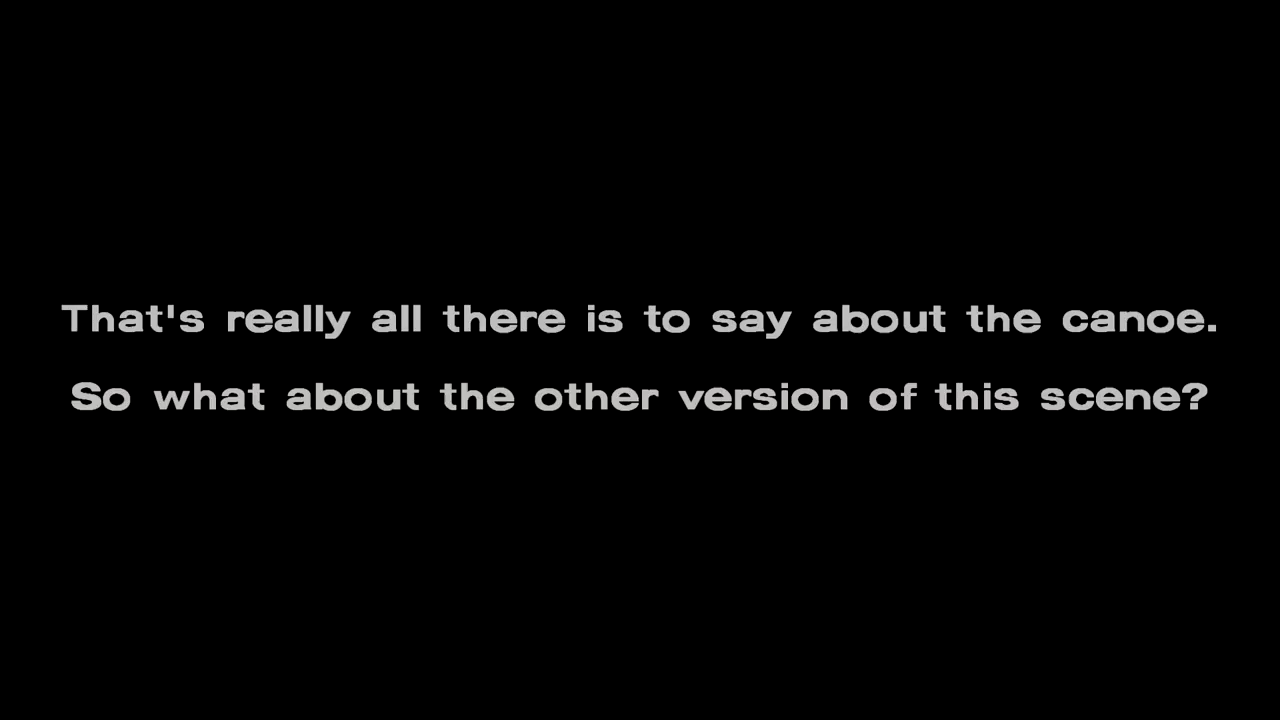 That's really all there is to say about the canoe.
So what about the other version of this scene?